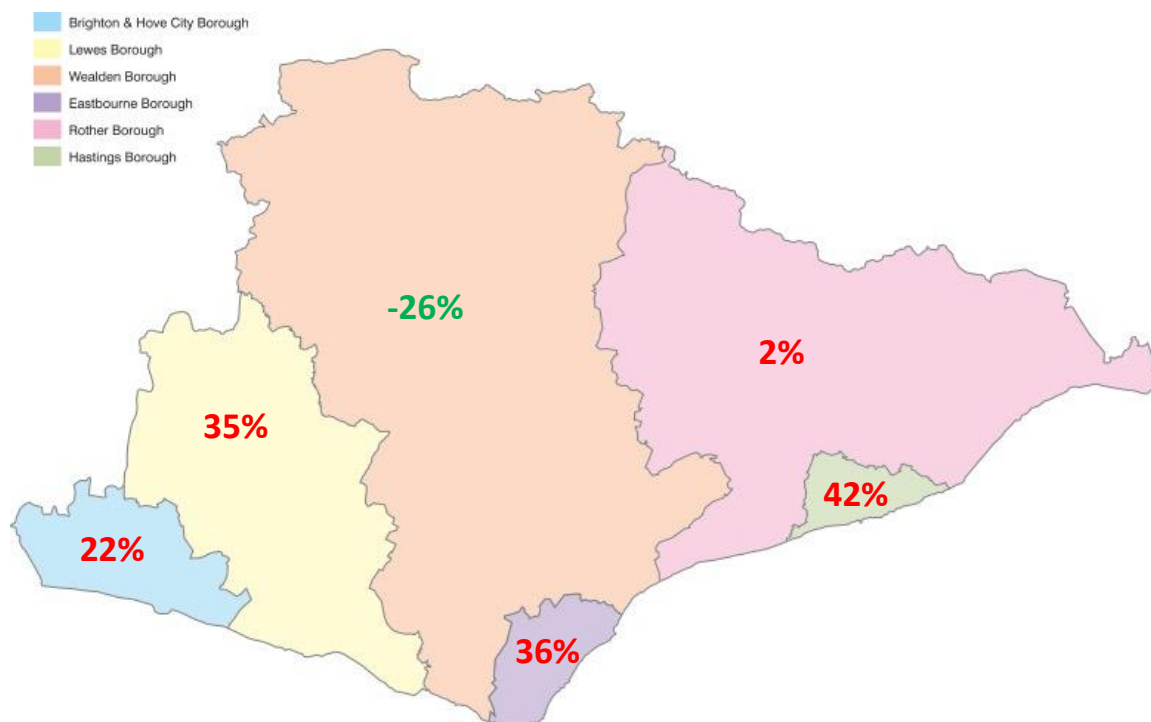 Brighton & Hove City Borough
Lewes Borough
Wealden Borough
Eastbourne Borough
Rother Borough
Hastings Borough
-26%
2%
35%
42%
22%
36%